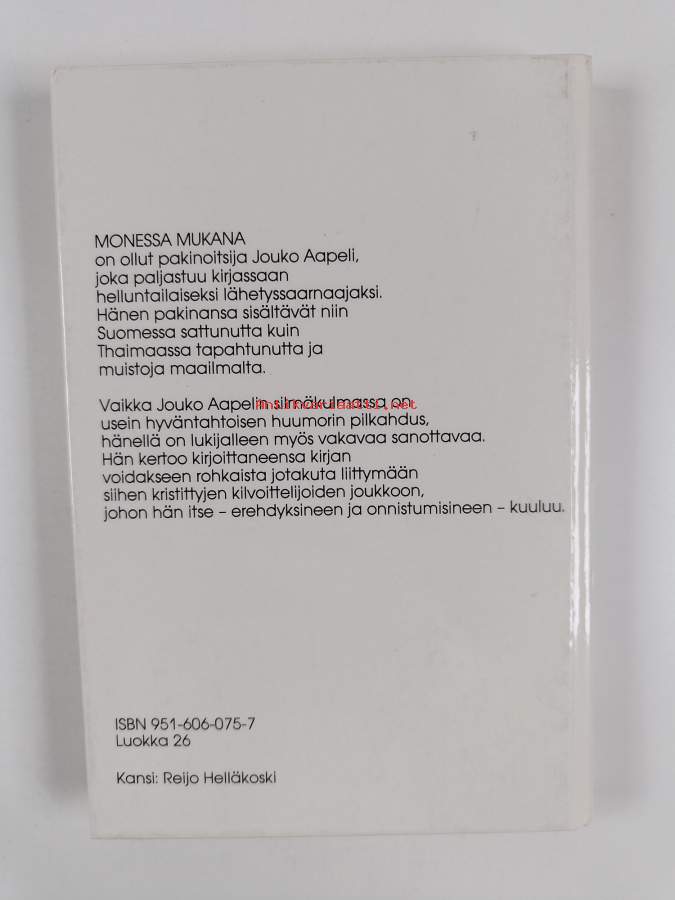 MONESSA MUKANA
on ollut pakinoitsija Jouko Aapeli,
joka paljastuu kirjassaan
helluntailaiseksi lähetyssaarnaajaksi.
Hänen pakinansa sisältävät niin
Suomessa sattunutta kuin
Thaimaassa tapahtunutta ja
muistoja maailmalta.
Vaikka Jouko Aapelin silmäkulmassa on
antikvariaatti.net
usein hyväntahtoisen huumorin pilkahdus,
hänellä on lukijalleen myös vakavaa sanottavaa.
Hän kertoo kirjoittaneensa kirjan
voidakseen rohkaista jotakuta liittymään
siihen kristittyjen kilvoittelijoiden joukkoon,
johon hän itse – erehdyksineen ja onnistumisineen – kuuluu.
ISBN 951-606-075-7
Luokka 26
Kansi: Reijo Helläkoski